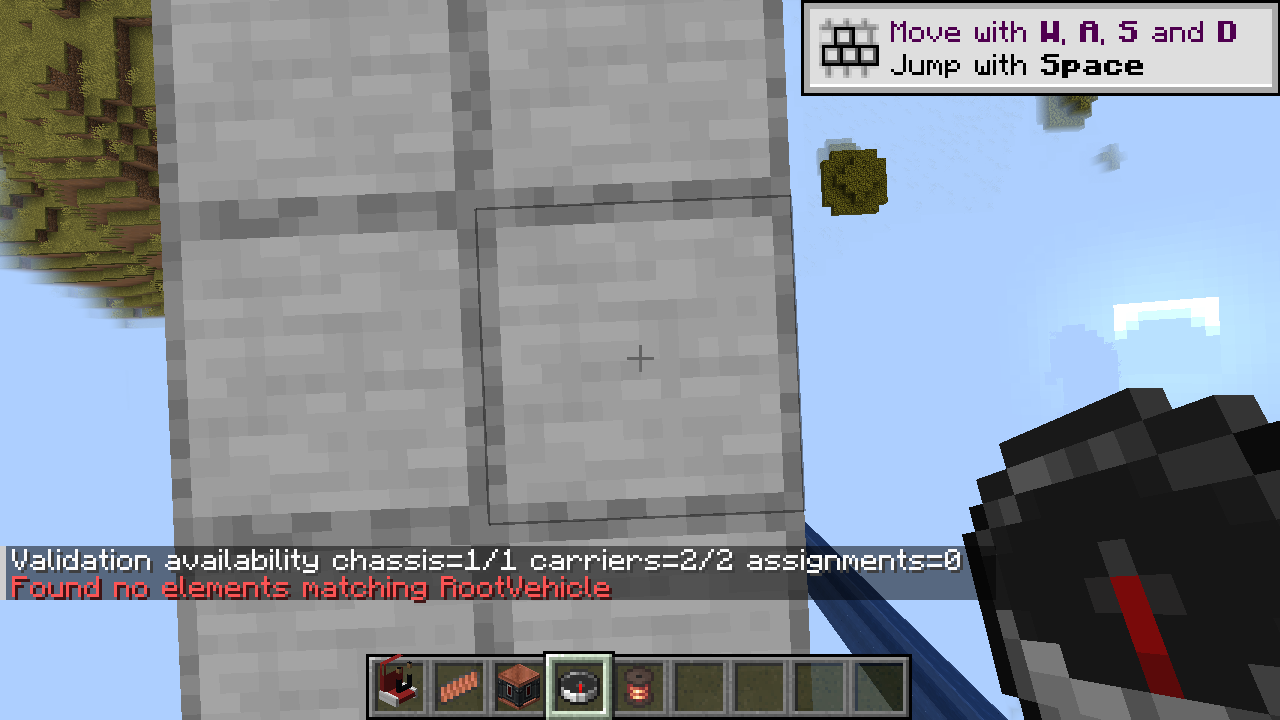 Move with W, A, S and D
Jump with Space
Validation availability chassis=1/1 carriers=2/2 assignments=0
Found no elements matching RootVehicle